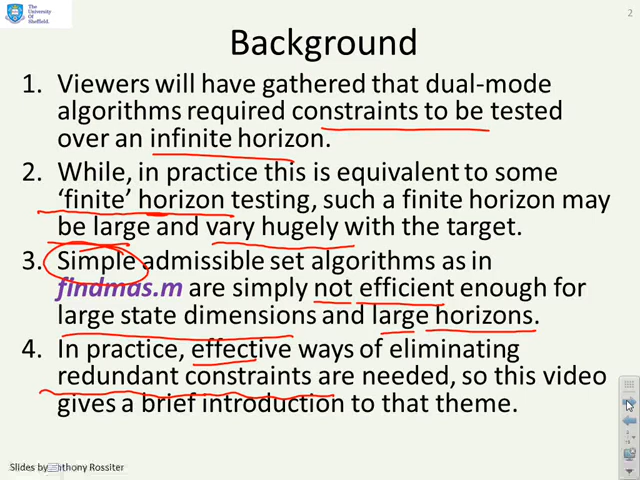 The
University
Of
Sheffield.
2
Background
1. Viewers will have gathered that dual-mode
algorithms required constraints to be tested
over an infinite horizon.
2. While, in practice this is equivalent to some
‘finite’ horizon testing, such a finite horizon may
be large and vary hugely with the target.
3. Simple admissible set algorithms as in
findmas.m are simply not efficient enough for
large state dimensions and large horizons.
4. In practice, effective ways of eliminating
redundant constraints are needed, so this video
gives a brief introduction to that theme.
Slides by Anthony Rossiter